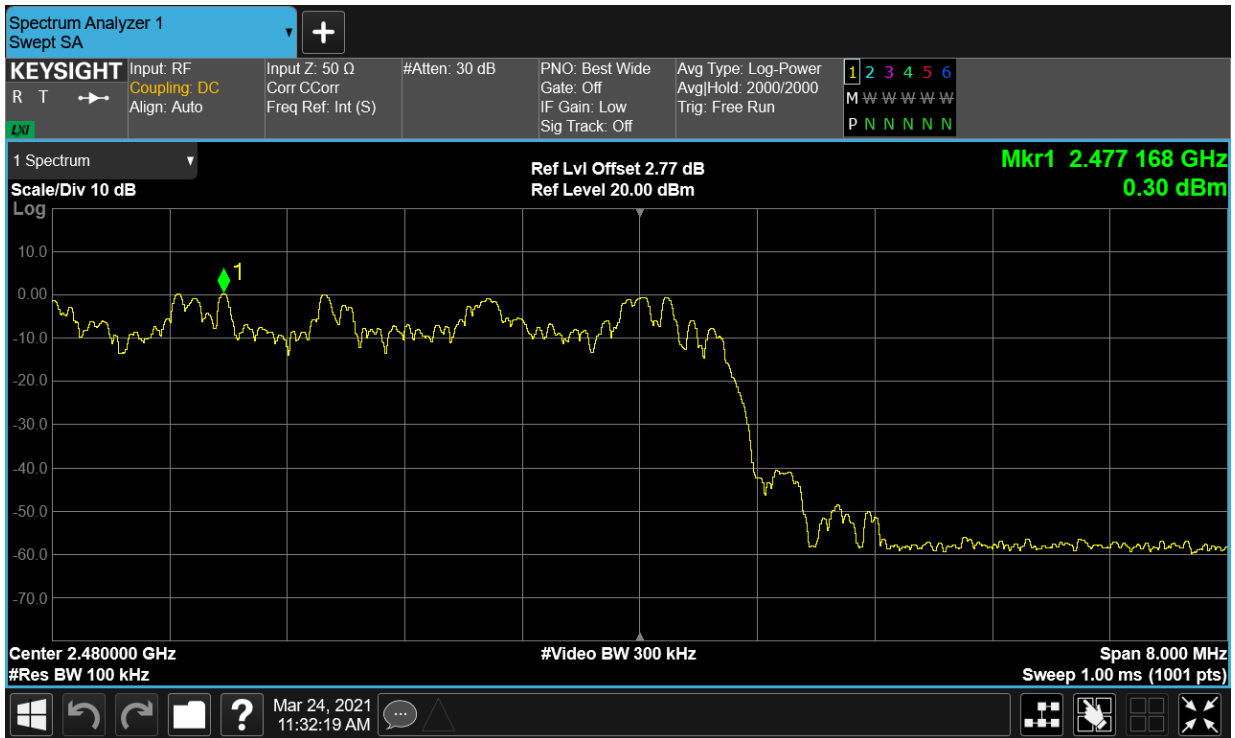 Spectrum Analyzer 1
Swept SA
▼
+
KEYSIGHT
R T
LXI
Input: RF
Coupling: DC
Align: Auto
Input Z: 50 Ω
Corr CCorr
Freq Ref: Int (S)
#Atten: 30 dB
PNO: Best Wide
Gate: Off
IF Gain: Low
Sig Track: Off
Avg Type: Log-Power
Avg|Hold: 2000/2000
Trig: Free Run
1 2 3 4 5 6
M W W W W W
P N N N N N
1 Spectrum ▼
Scale/Div 10 dB
Log
Ref Lvl Offset 2.77 dB
Ref Level 20.00 dBm
Mkr1 2.477 168 GHz
0.30 dBm
1
10.0
0.00
-10.0
-20.0
-30.0
-40.0
-50.0
-60.0
-70.0
Center 2.480000 GHz
#Res BW 100 kHz
#Video BW 300 kHz
Span 8.000 MHz
Sweep 1.00 ms (1001 pts)
?
Mar 24, 2021
11:32:19 AM